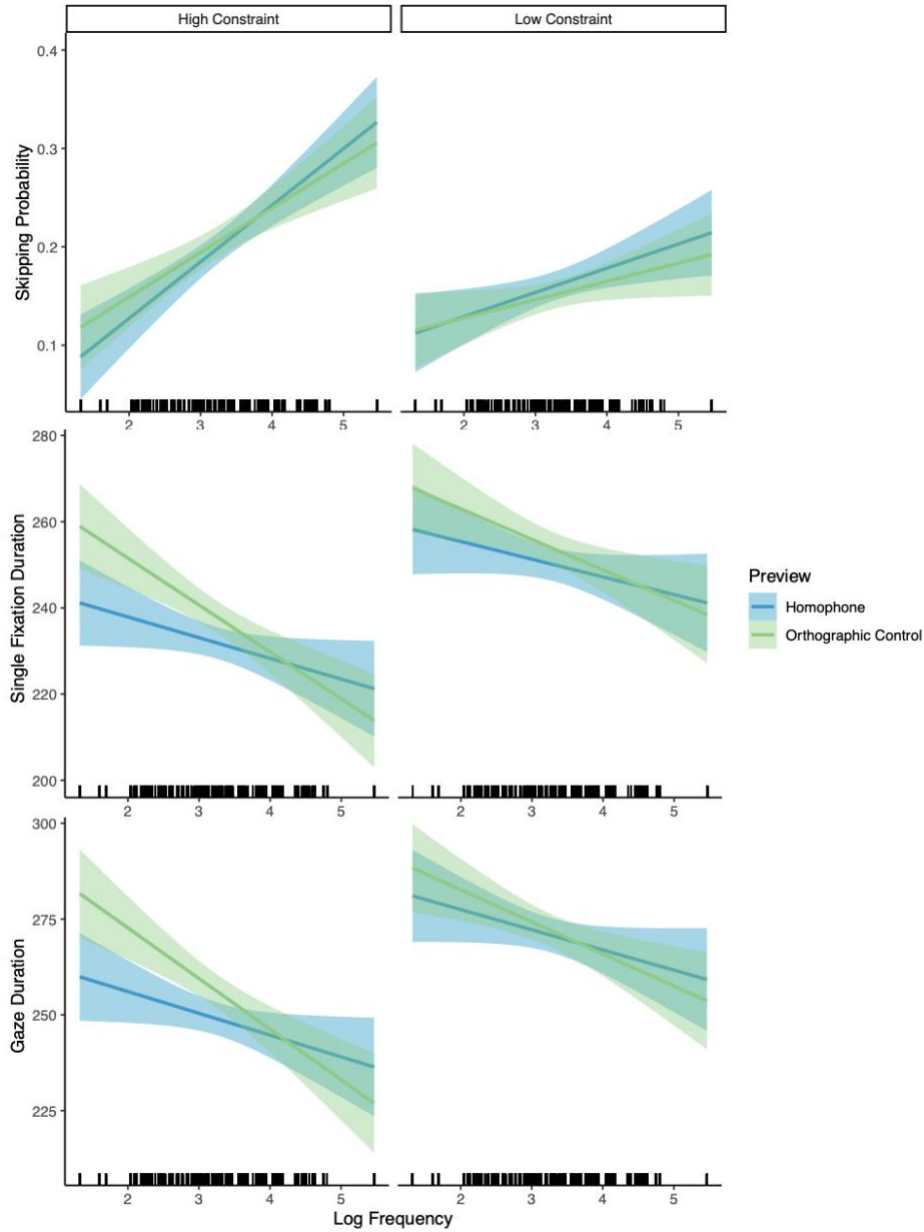 High Constraint
Low Constraint
Skipping Probability
0.4
0.3
0.2
0.1
2 3 4 5
2 3 4 5
Single Fixation Duration
280
260
240
220
200
2 3 4 5
2 3 4 5
Preview
Homophone
Orthographic Control
Gaze Duration
300
275
250
225
2 3 4 5
2 3 4 5
Log Frequency